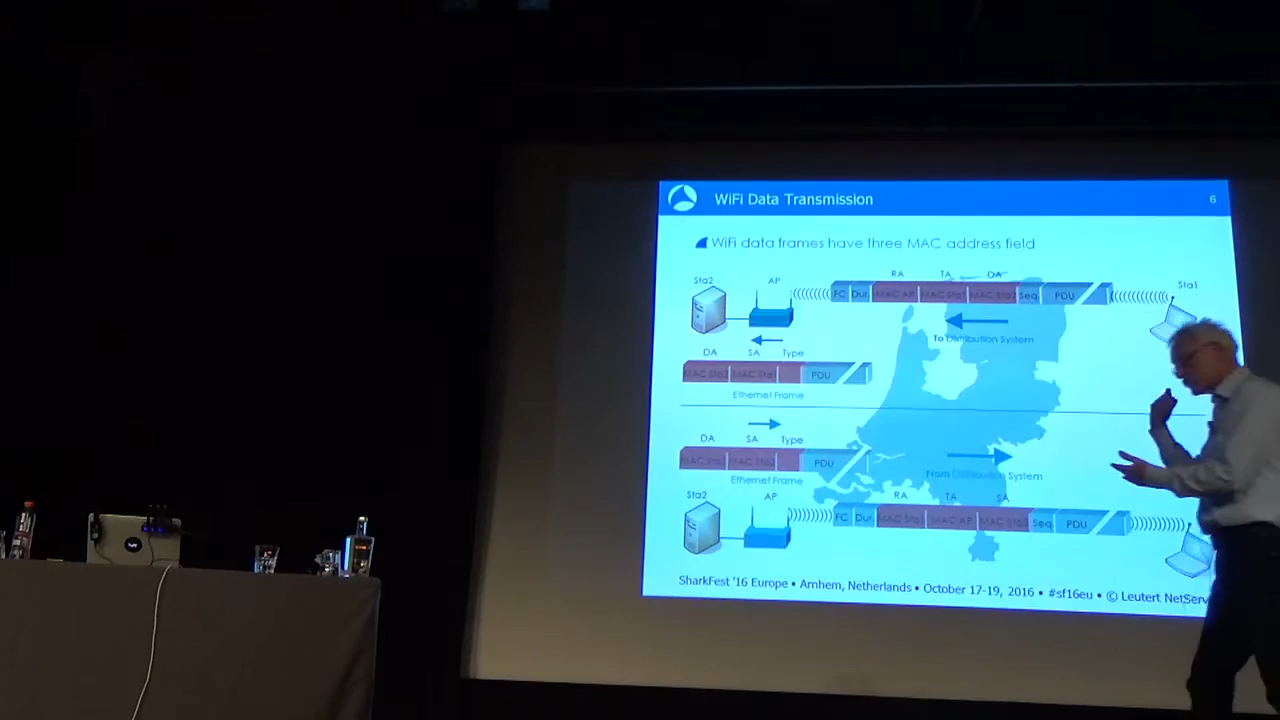 WiFi Data Transmission 6
WiFi data frames have three MAC address field
RA TA DA
Sta2 AP Sta1
FC Dur MAC AP MAC Sta1 MAC Sta2 Seq PDU
To Distribution System
DA SA Type
MAC Sta2 MAC Sta1 PDU
Ethernet Frame
DA SA Type
MAC Sta1 MAC Sta2 PDU
From Distribution System
Ethernet Frame
Sta2 AP RA TA SA
FC Dur MAC Sta1 MAC AP MAC Sta2 Seq PDU
SharkFest '16 Europe • Arnhem, Netherlands • October 17-19, 2016 • #sf16eu • © Leutert NetServ